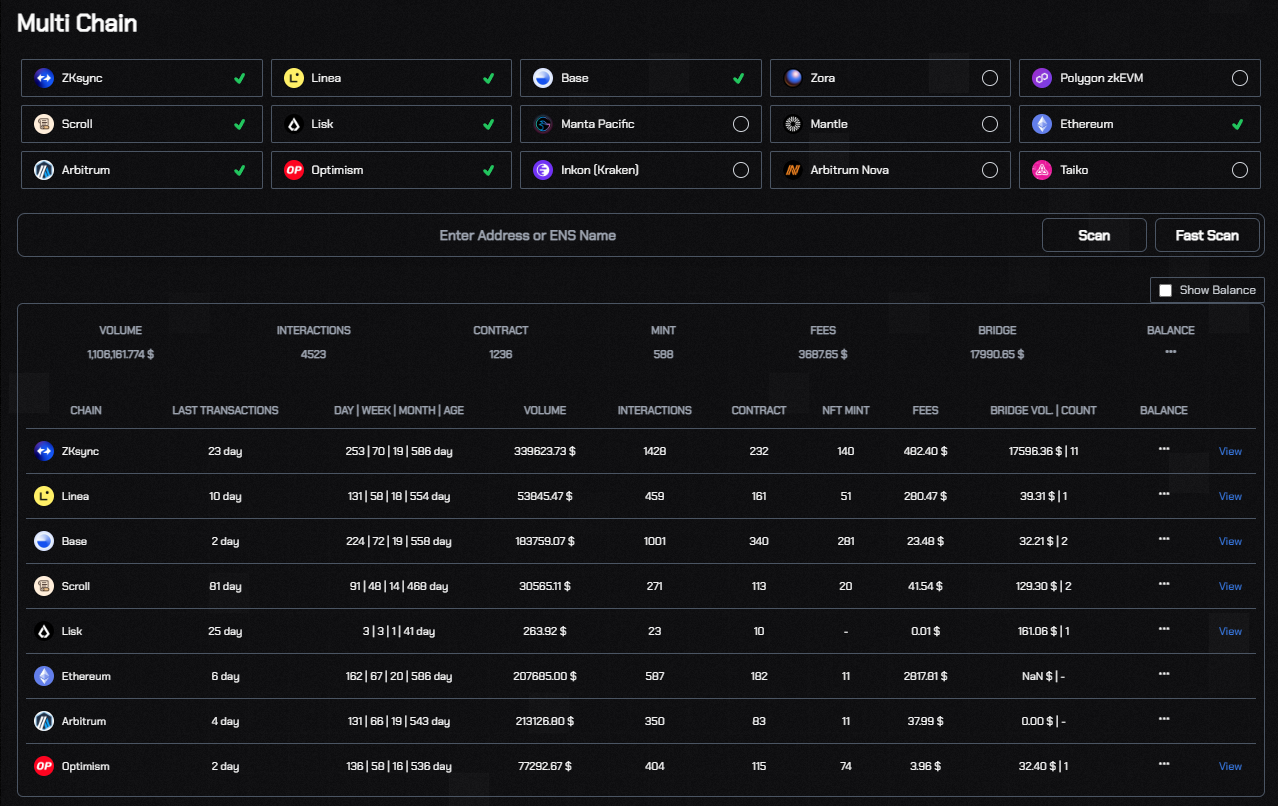 Multi Chain
ZKsync Linea Base Zora Polygon zkEVM
Scroll Lisk Manta Pacific Mantle Ethereum
Arbitrum OP Optimism Inkon (Kraken) Arbitrum Nova Taiko
Enter Address or ENS Name Scan Fast Scan
Show Balance
VOLUME INTERACTIONS CONTRACT MINT FEES BRIDGE BALANCE
1,106,161.774 $ 4523 1236 588 3687.65 $ 17990.65 $ ***
CHAIN LAST TRANSACTIONS DAY | WEEK | MONTH | AGE VOLUME INTERACTIONS CONTRACT NFT MINT FEES BRIDGE VOL. | COUNT BALANCE
ZKsync 23 day 253 | 70 | 19 | 586 day 339623.73 $ 1428 232 140 482.40 $ 17596.36 $ | 11 *** View
Linea 10 day 131 | 58 | 18 | 554 day 53845.47 $ 459 161 51 280.47 $ 39.31 $ | 1 *** View
Base 2 day 224 | 72 | 19 | 558 day 183759.07 $ 1001 340 281 23.48 $ 32.21 $ | 2 *** View
Scroll 81 day 91 | 48 | 14 | 468 day 30565.11 $ 271 113 20 41.54 $ 129.30 $ | 2 *** View
Lisk 25 day 3 | 3 | 1 | 41 day 263.92 $ 23 10 - 0.01 $ 161.06 $ | 1 *** View
Ethereum 6 day 162 | 67 | 20 | 586 day 207685.00 $ 587 182 11 2817.81 $ NaN $ | - ***
Arbitrum 4 day 131 | 66 | 19 | 543 day 213126.80 $ 350 83 11 37.99 $ 0.00 $ | - ***
OP Optimism 2 day 136 | 58 | 16 | 536 day 77292.67 $ 404 115 74 3.96 $ 32.40 $ | 1 *** View